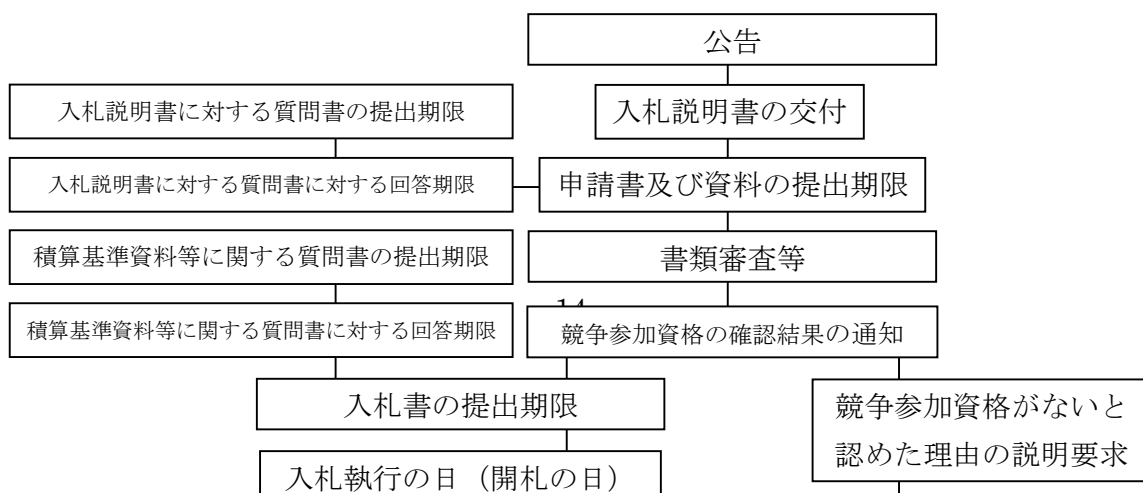 公告
入札説明書に対する質問書の提出期限
入札説明書の交付
入札説明書に対する質問書に対する回答期限
申請書及び資料の提出期限
積算基準資料等に関する質問書の提出期限
書類審査等
14
積算基準資料等に関する質問書に対する回答期限
競争参加資格の確認結果の通知
入札書の提出期限
競争参加資格がないと
認めた理由の説明要求
入札執行の日（開札の日）